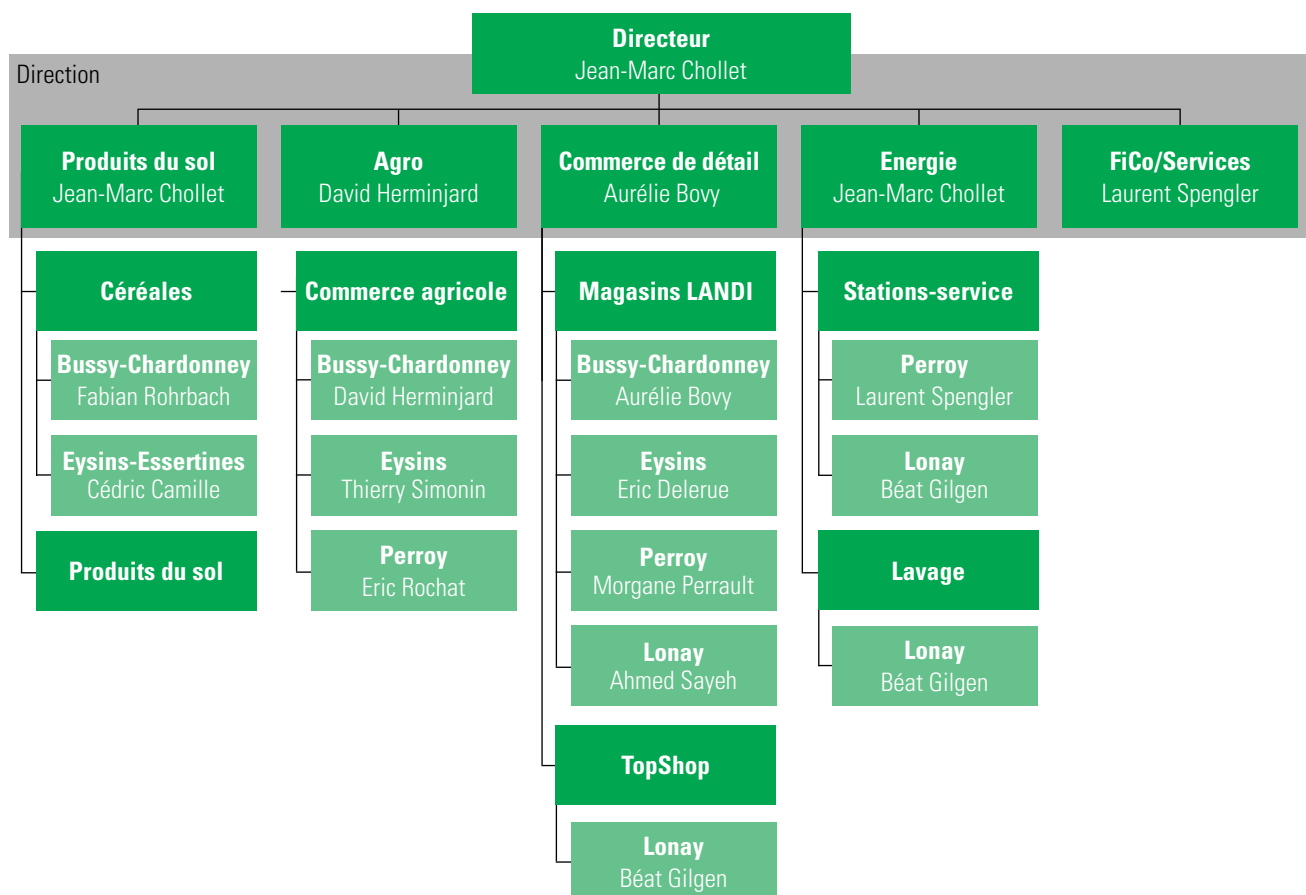 Directeur
Jean-Marc Chollet
Direction
Produits du sol
Jean-Marc Chollet
Agro
David Herminjard
Commerce de détail
Aurélie Bovy
Energie
Jean-Marc Chollet
FiCo/Services
Laurent Spengler
Céréales
Bussy-Chardonney
Fabian Rohrbach
Eysins-Essertines
Cédric Camille
Produits du sol
Commerce agricole
Bussy-Chardonney
David Herminjard
Eysins
Thierry Simonin
Perroy
Eric Rochat
Magasins LANDI
Bussy-Chardonney
Aurélie Bovy
Eysins
Eric Delerue
Perroy
Morgane Perrault
Lonay
Ahmed Sayeh
TopShop
Lonay
Béat Gilgen
Stations-service
Perroy
Laurent Spengler
Lonay
Béat Gilgen
Lavage
Lonay
Béat Gilgen